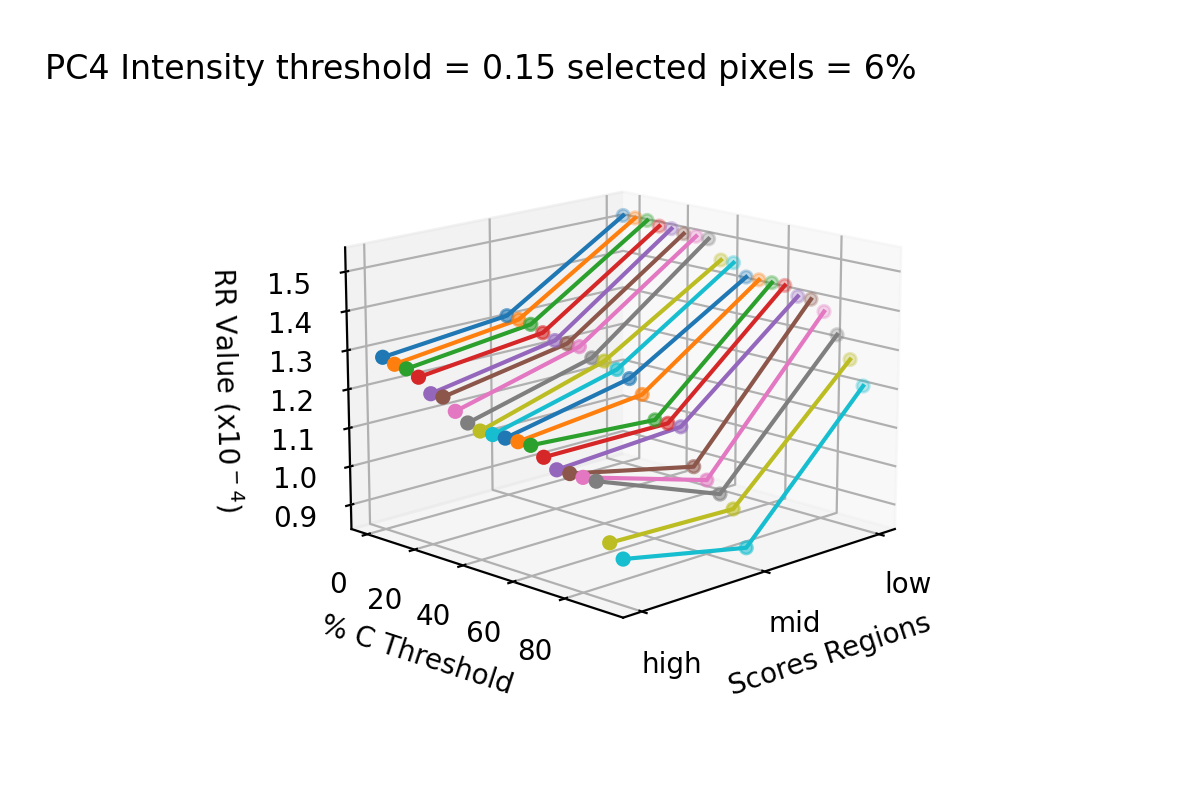 PC4 Intensity threshold = 0.15 selected pixels = 6%
RR Value (x10⁻⁴)
1.5
1.4
1.3
1.2
1.1
1.0
0.9
0
20
40
60
80
% C Threshold
high
mid
low
Scores Regions